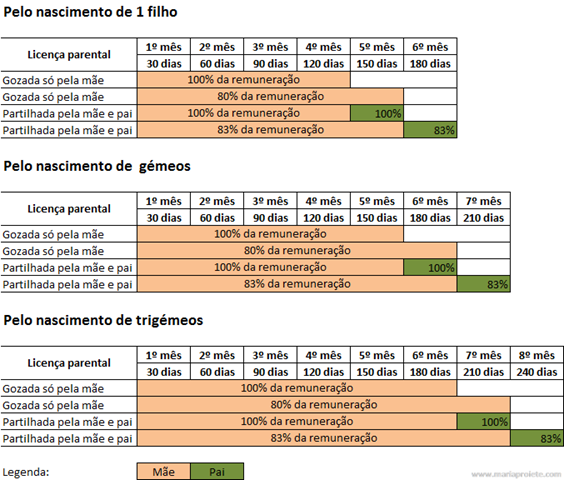 Pelo nascimento de 1 filho
Licença parental 1º mês 2º mês 3º mês 4º mês 5º mês 6º mês
30 dias 60 dias 90 dias 120 dias 150 dias 180 dias
Gozada só pela mãe 100% da remuneração
Gozada só pela mãe 80% da remuneração
Partilhada pela mãe e pai 100% da remuneração 100%
Partilhada pela mãe e pai 83% da remuneração 83%
Pelo nascimento de gémeos
Licença parental 1º mês 2º mês 3º mês 4º mês 5º mês 6º mês 7º mês
30 dias 60 dias 90 dias 120 dias 150 dias 180 dias 210 dias
Gozada só pela mãe 100% da remuneração
Gozada só pela mãe 80% da remuneração
Partilhada pela mãe e pai 100% da remuneração 100%
Partilhada pela mãe e pai 83% da remuneração 83%
Pelo nascimento de trigémeos
Licença parental 1º mês 2º mês 3º mês 4º mês 5º mês 6º mês 7º mês 8º mês
30 dias 60 dias 90 dias 120 dias 150 dias 180 dias 210 dias 240 dias
Gozada só pela mãe 100% da remuneração
Gozada só pela mãe 80% da remuneração
Partilhada pela mãe e pai 100% da remuneração 100%
Partilhada pela mãe e pai 83% da remuneração 83%
Legenda: Mãe Pai
www.mariaprojete.com